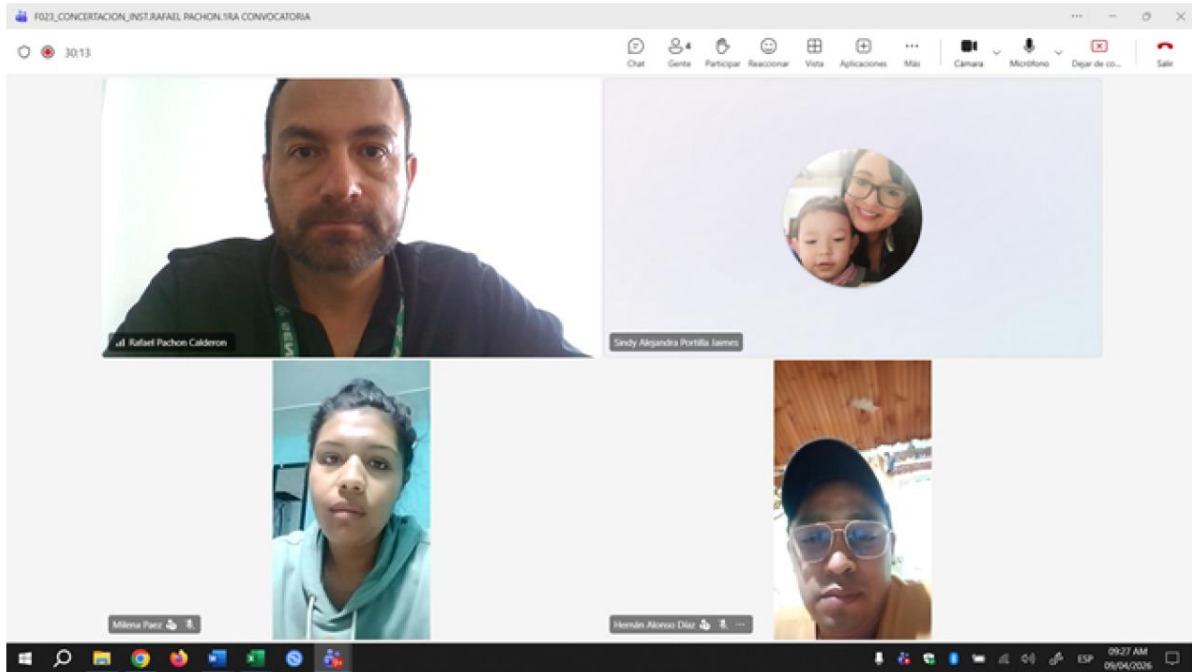 F023_CONCERTACION_INST.RAFAEL PACHON.1RA CONVOCATORIA
30:13
Chat
4
Gente
Participar
Reaccionar
Vista
Aplicaciones
Más
Cámara
Micrófono
Dejar de co...
Salir
Rafael Pachon Calderon
Sindy Alejandra Portilla Jaimes
Milena Paez
Hernán Alonso Díaz
ESP
09:27 AM
09/04/2026